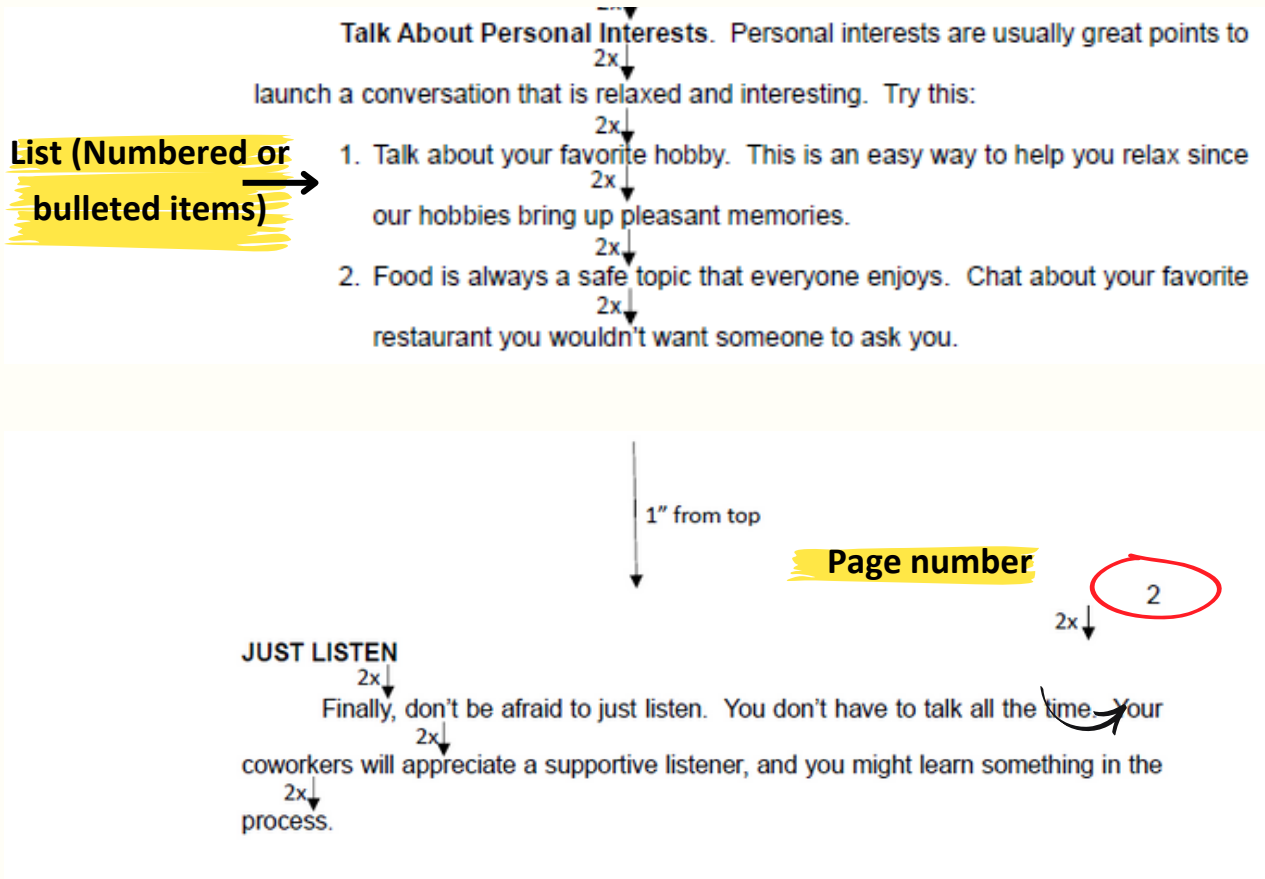 2x
Talk About Personal Interests.  Personal interests are usually great points to
2x
launch a conversation that is relaxed and interesting.  Try this:
2x
List (Numbered or
bulleted items)
1. Talk about your favorite hobby.  This is an easy way to help you relax since
2x
our hobbies bring up pleasant memories.
2x
2. Food is always a safe topic that everyone enjoys.  Chat about your favorite
2x
restaurant you wouldn't want someone to ask you.
1" from top
Page number
2
2x
JUST LISTEN
2x
Finally, don't be afraid to just listen.  You don't have to talk all the time.  Your
2x
coworkers will appreciate a supportive listener, and you might learn something in the
2x
process.